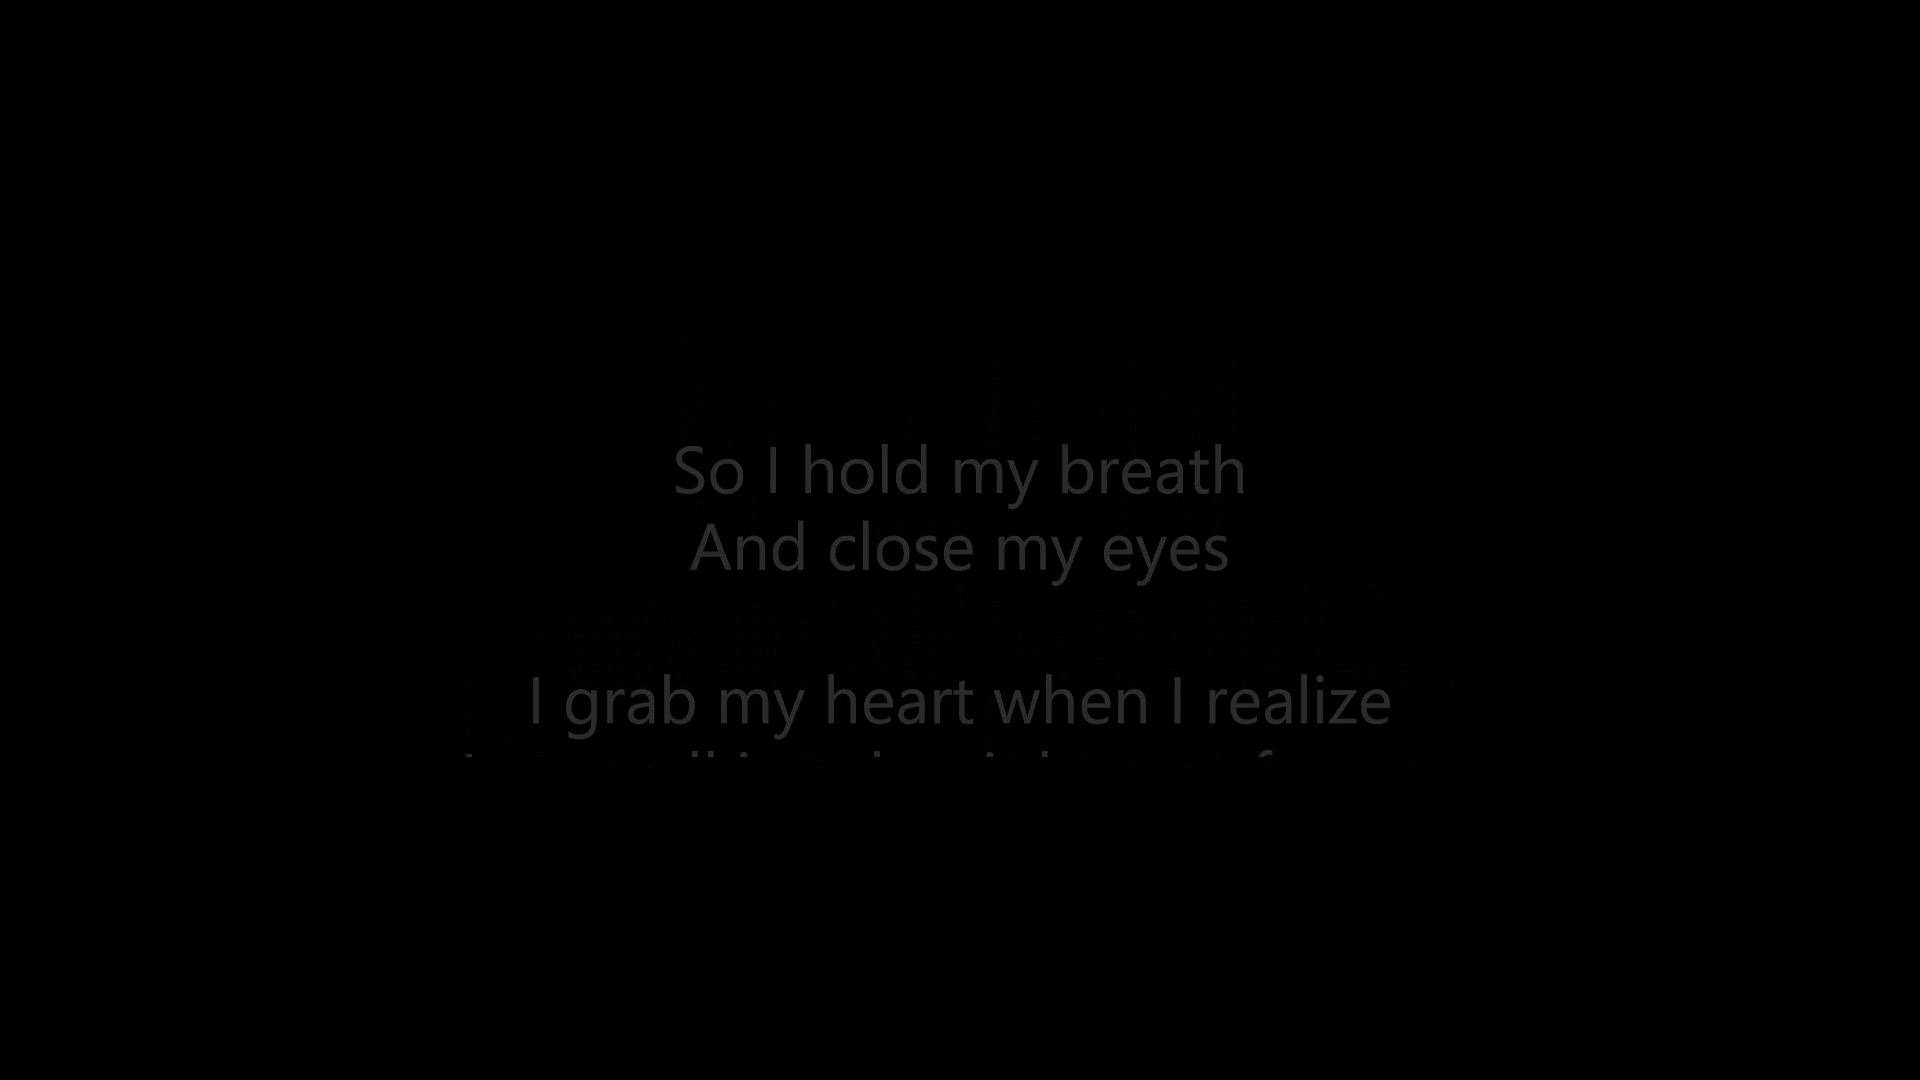 So I hold my breath
And close my eyes
I grab my heart when I realize